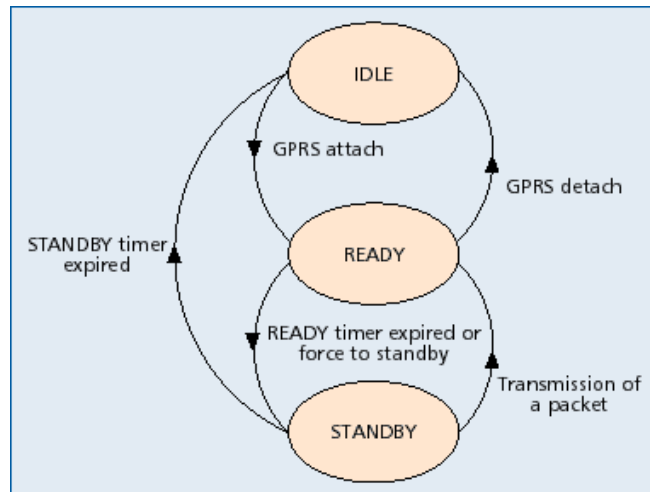 IDLE
GPRS attach
GPRS detach
STANDBY timer
expired
READY
READY timer expired or
force to standby
Transmission of
a packet
STANDBY